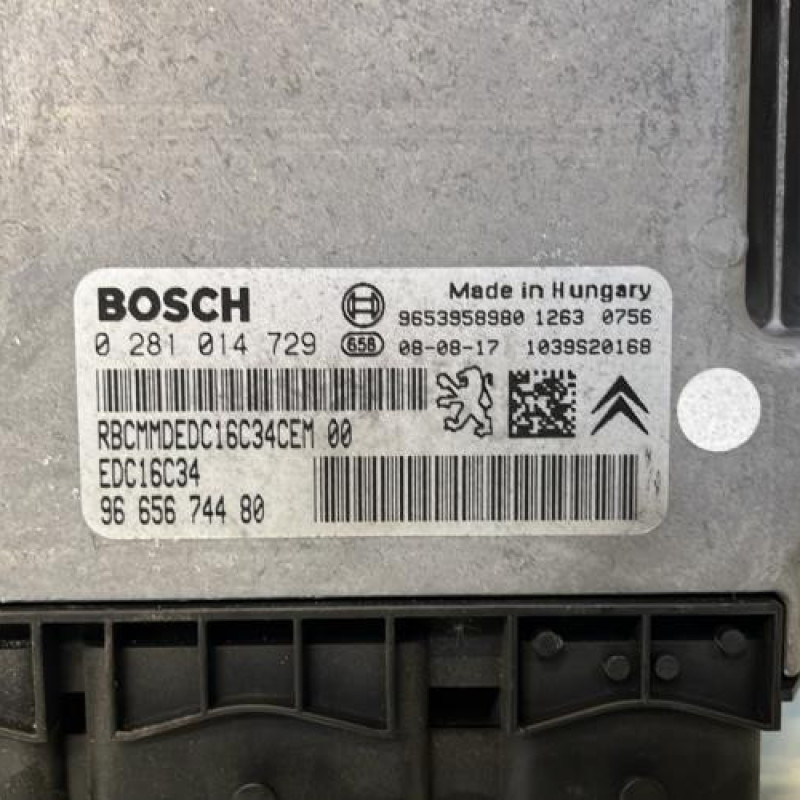 BOSCH
Made in Hungary
9653958980 1263 0756
0 281 014 729 658 08-08-17 1039S20168
RBCMMDEDC16C34CEM 00
EDC16C34
96 656 744 80